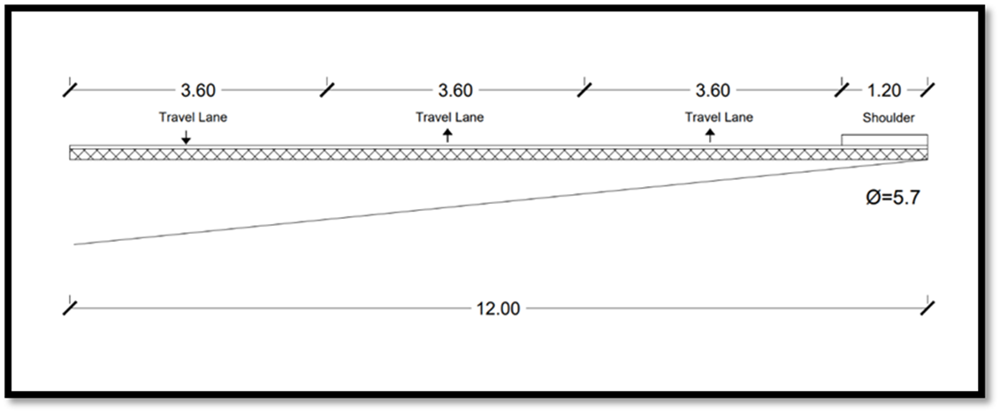 3.60 3.60 3.60 1.20
Travel Lane Travel Lane Travel Lane Shoulder
Ø=5.7
12.00